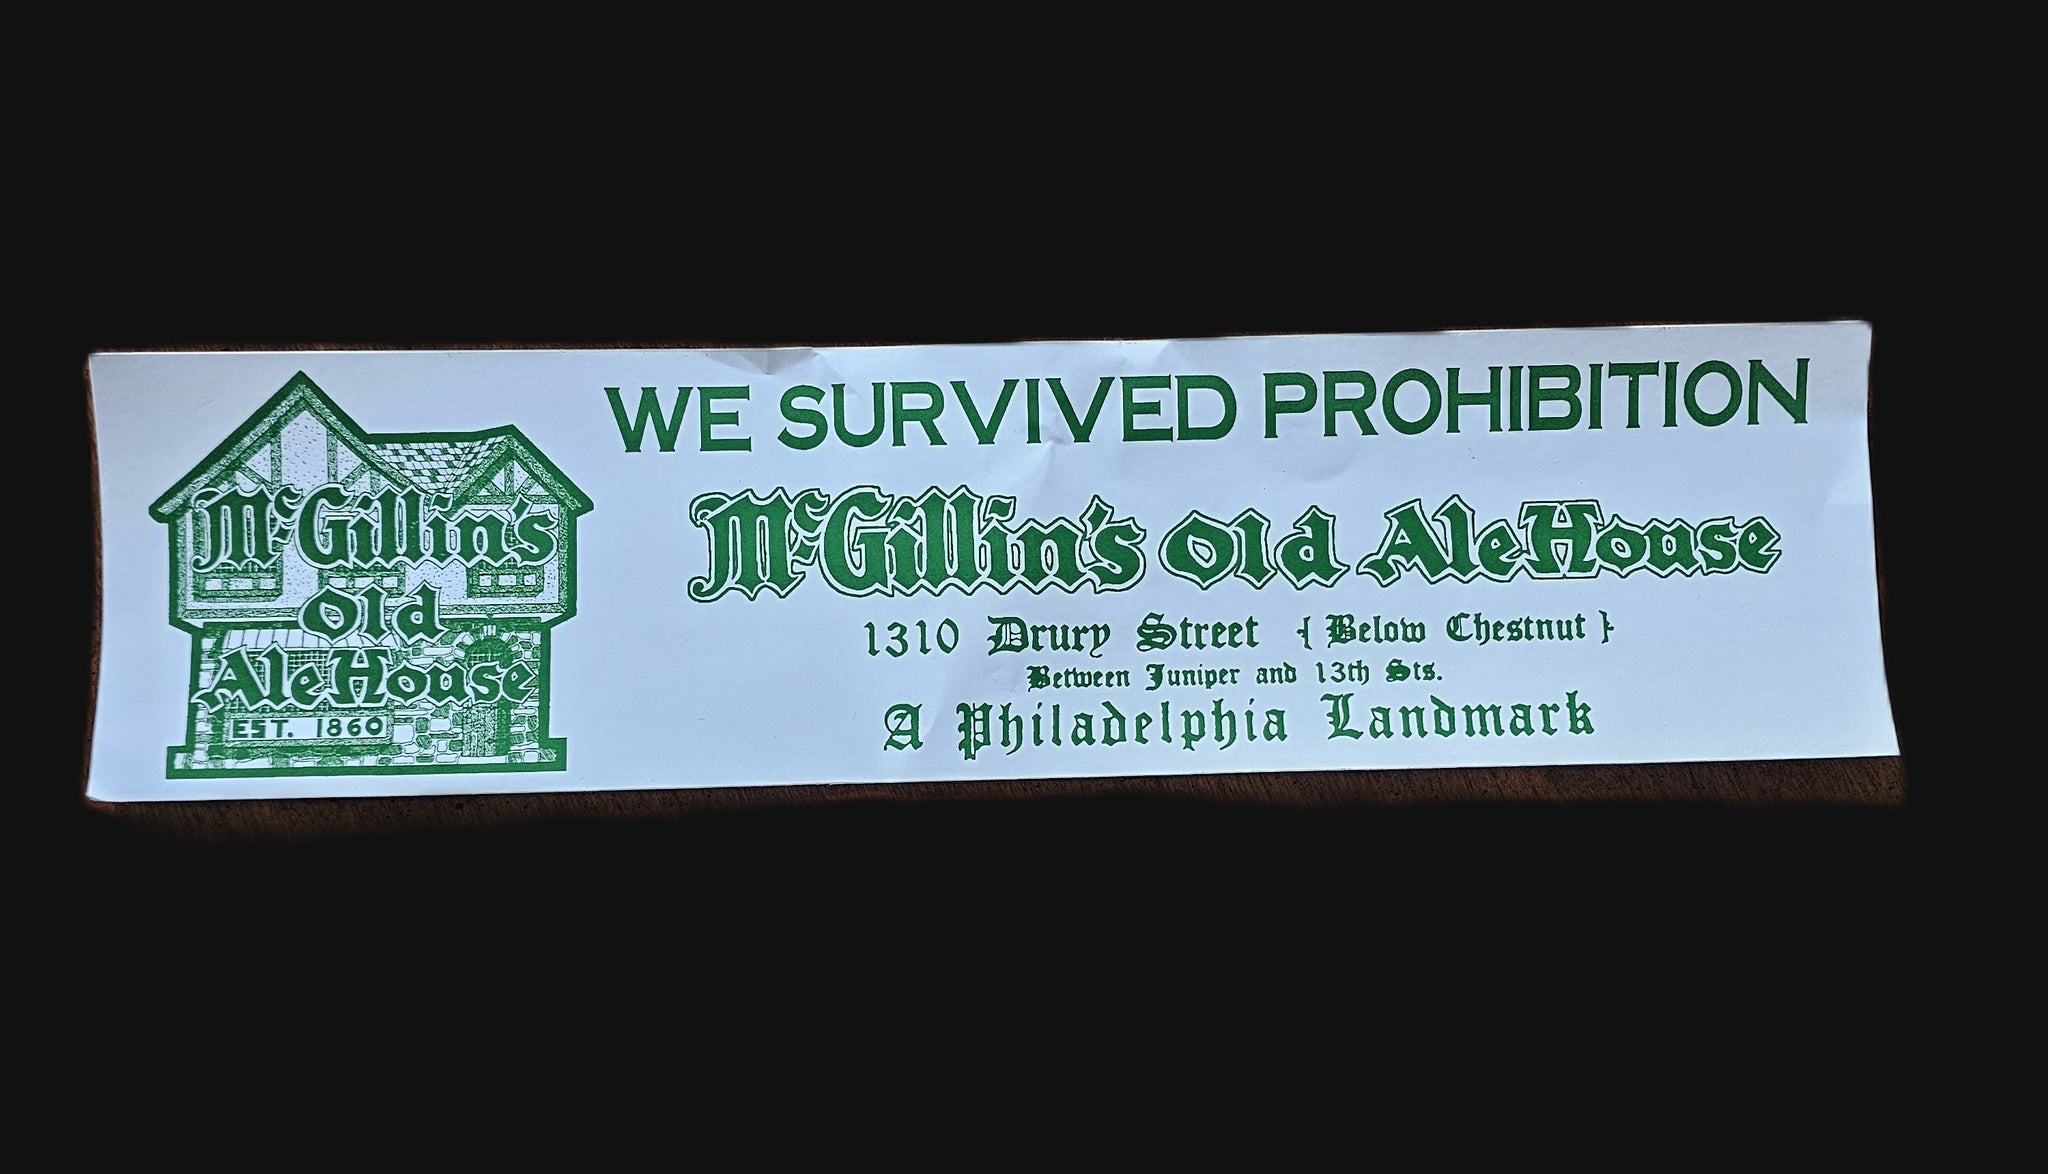 McGillin's
Old
AleHouse
EST. 1860
WE SURVIVED PROHIBITION
McGillin's Old AleHouse
1310 Drury Street { Below Chestnut }
Between Juniper and 13th Sts.
A Philadelphia Landmark